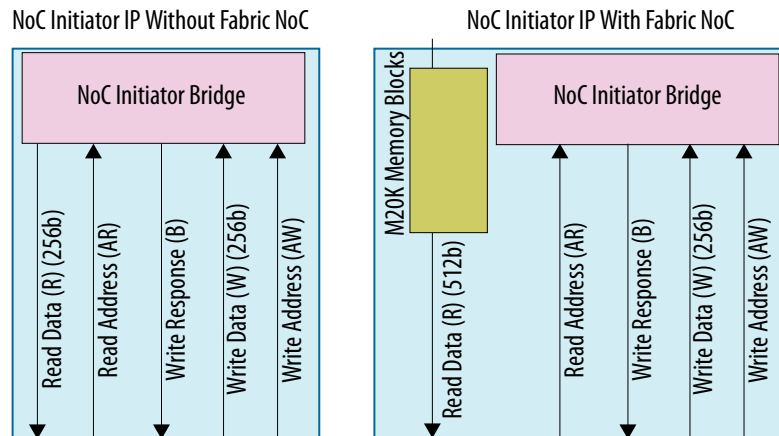 NoC Initiator IP Without Fabric NoC
NoC Initiator Bridge
Read Data (R) (256b)
Read Address (AR)
Write Response (B)
Write Data (W) (256b)
Write Address (AW)
NoC Initiator IP With Fabric NoC
M20K Memory Blocks
NoC Initiator Bridge
Read Data (R) (512b)
Read Address (AR)
Write Response (B)
Write Data (W) (256b)
Write Address (AW)